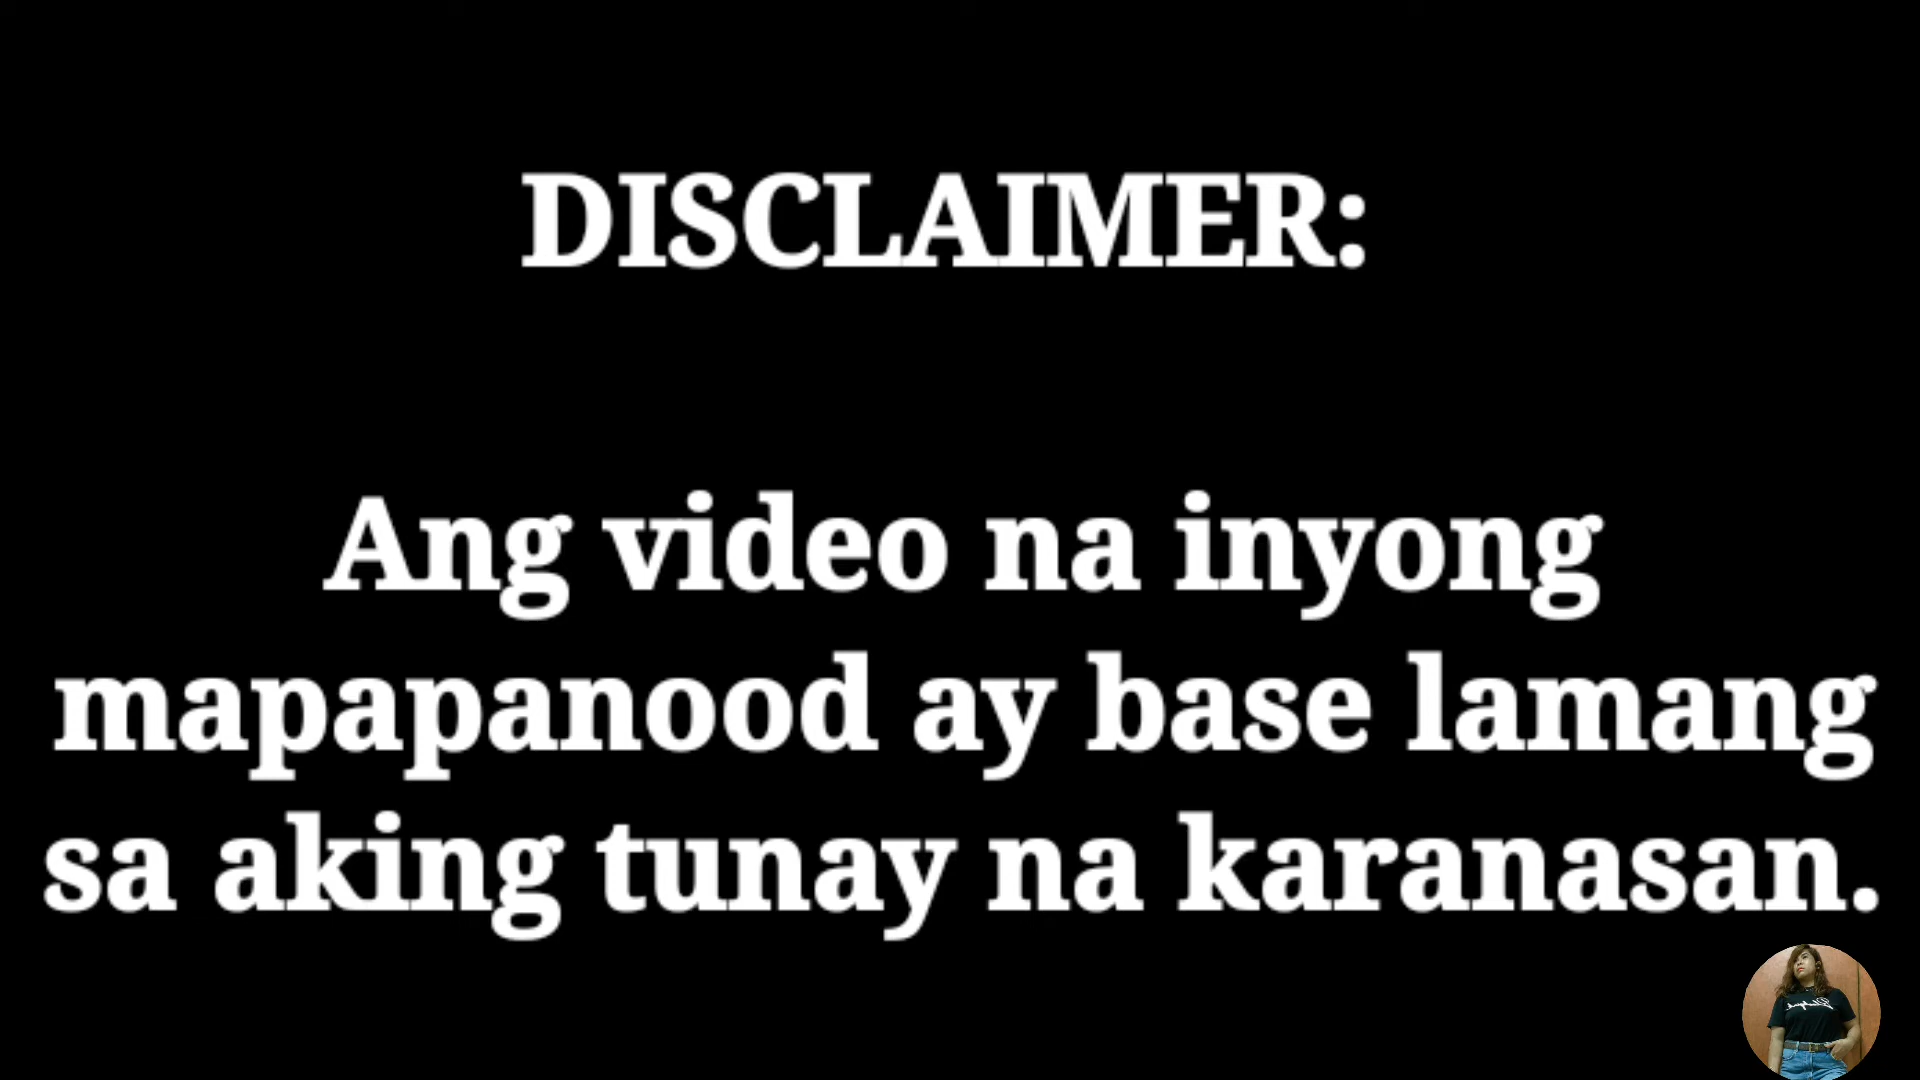 DISCLAIMER:
Ang video na inyong
mapapanood ay base lamang
sa aking tunay na karanasan.